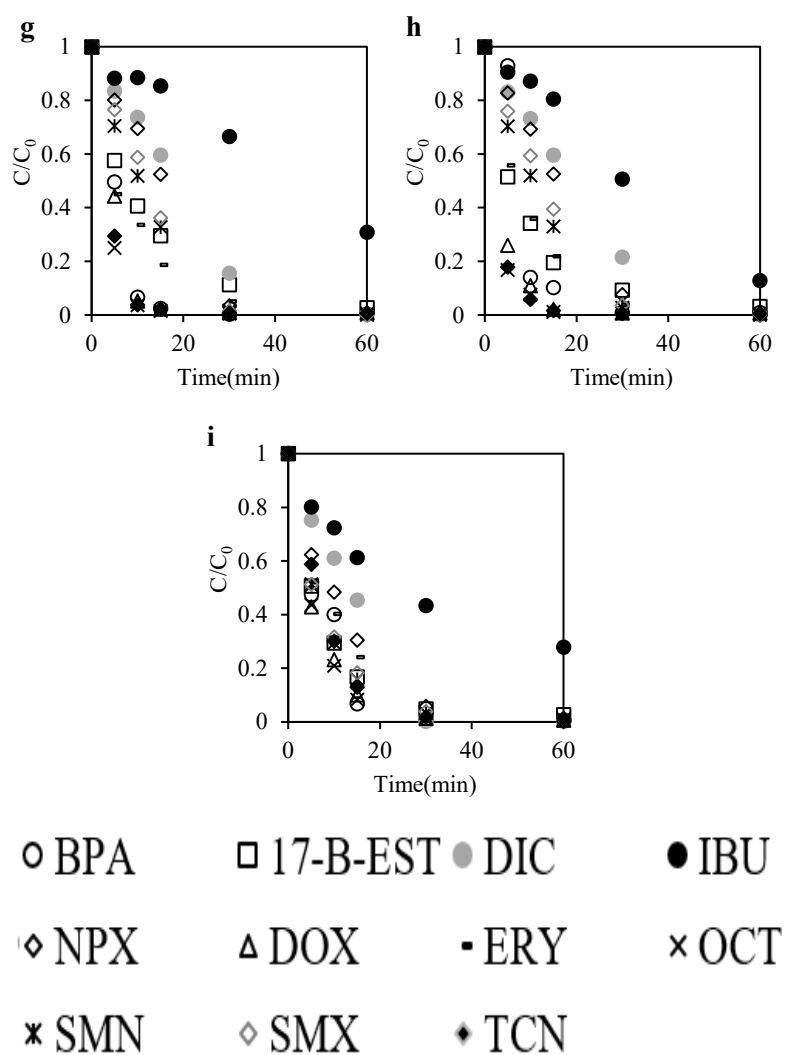 g
h
1
0.8
0.6
0.4
0.2
0
C/C0
0 20 40 60
Time(min)
1
0.8
0.6
0.4
0.2
0
C/C0
0 20 40 60
Time(min)
i
1
0.8
0.6
0.4
0.2
0
C/C0
0 20 40 60
Time(min)
BPA 17-B-EST DIC IBU
NPX DOX ERY OCT
SMN SMX TCN